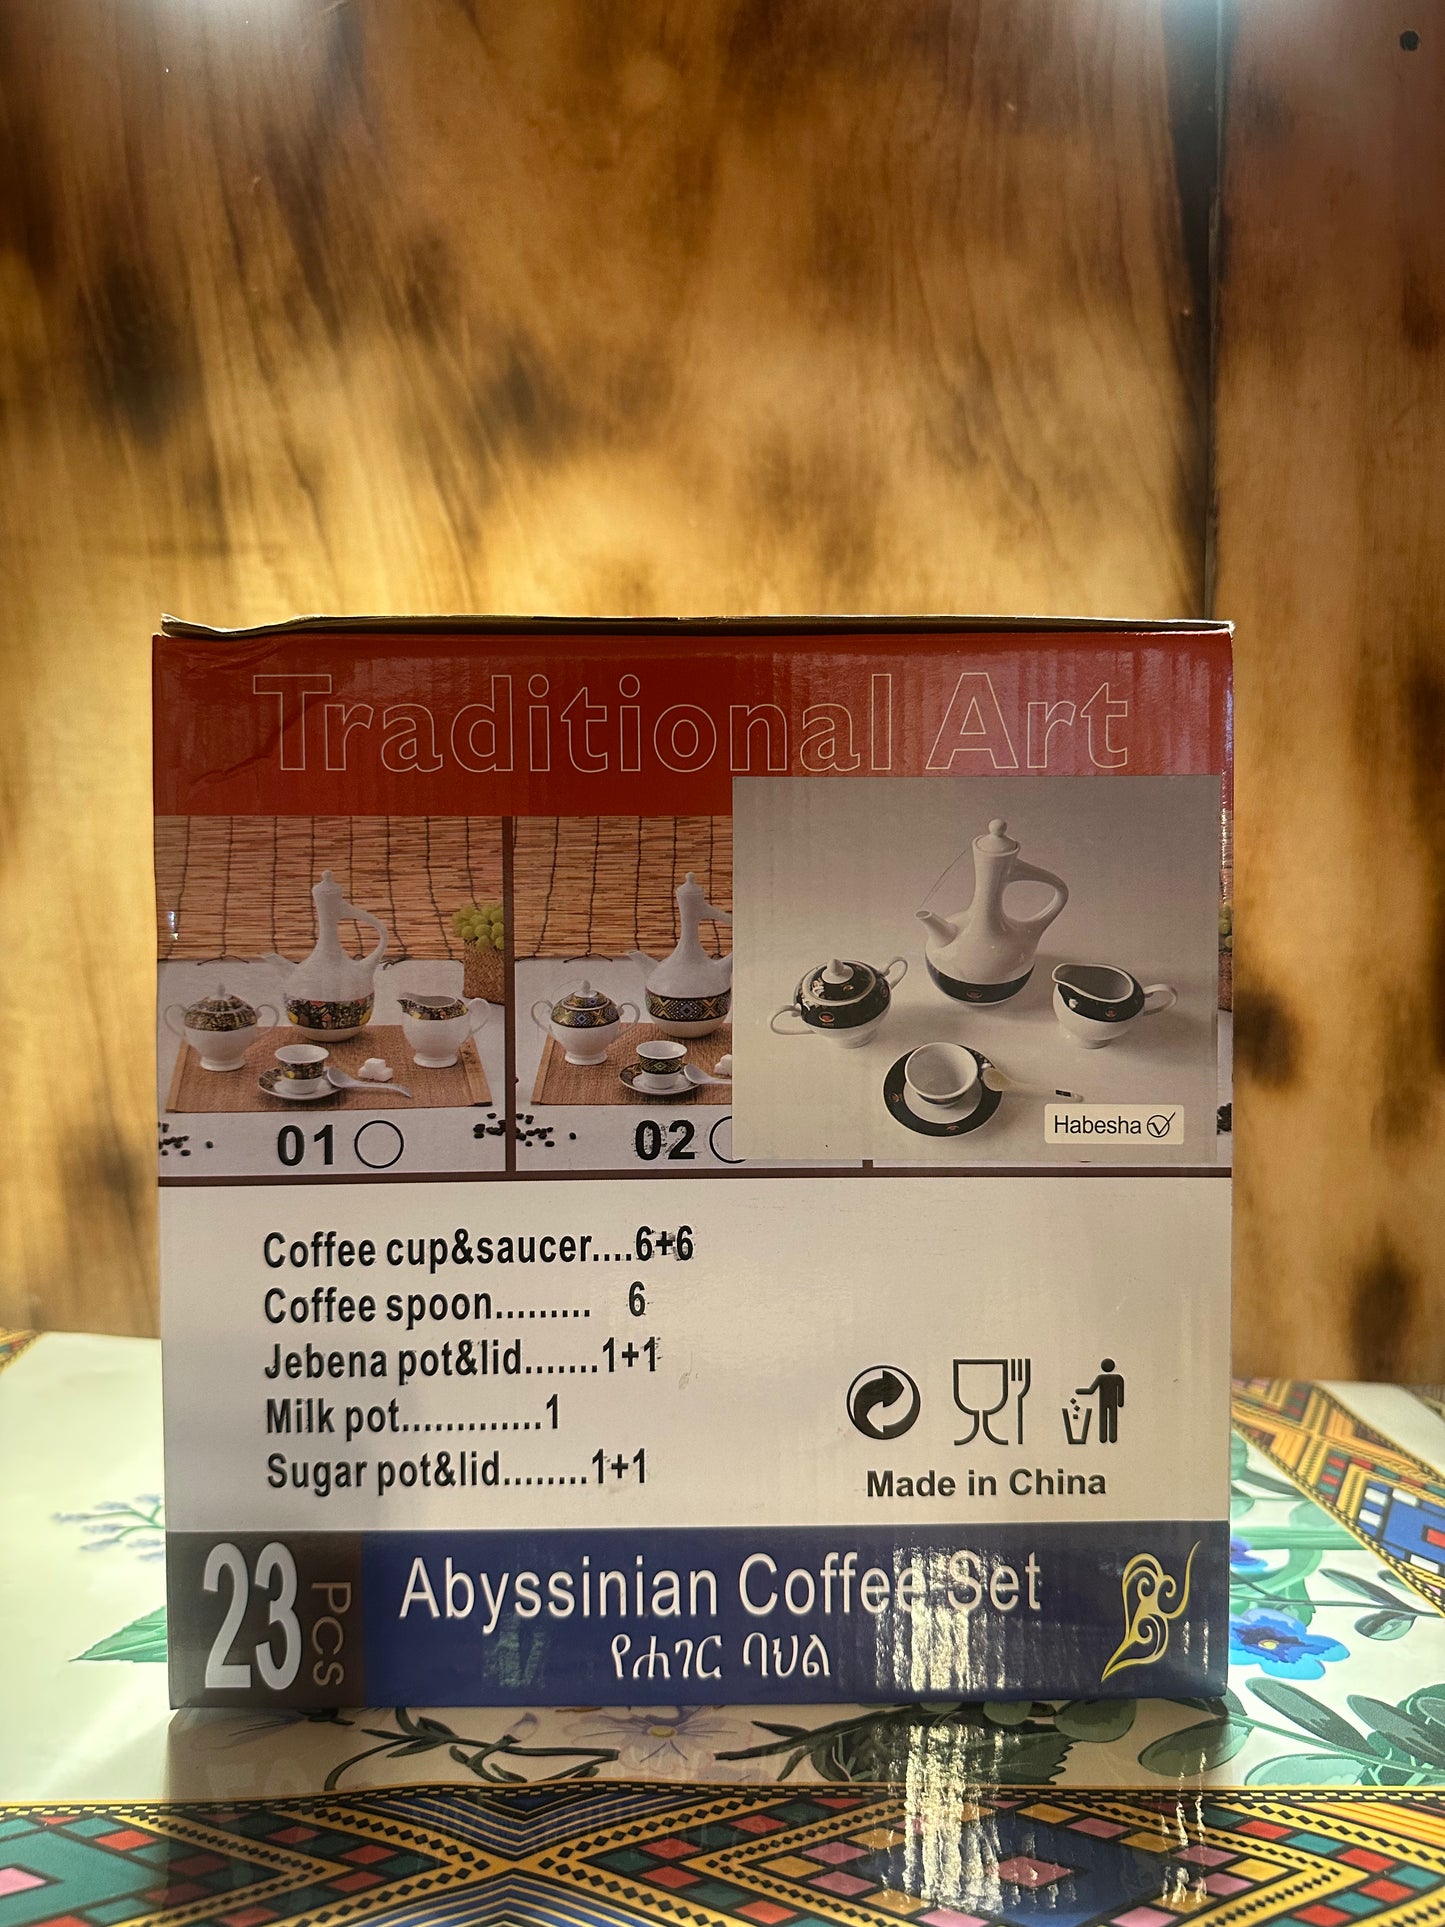 Traditional Art
01
02
Habesha
Coffee cup&saucer....6+6
Coffee spoon......... 6
Jebena pot&lid.......1+1
Milk pot.............1
Sugar pot&lid........1+1
Made in China
23 Pcs
Abyssinian Coffee Set
የሐገር ባህል